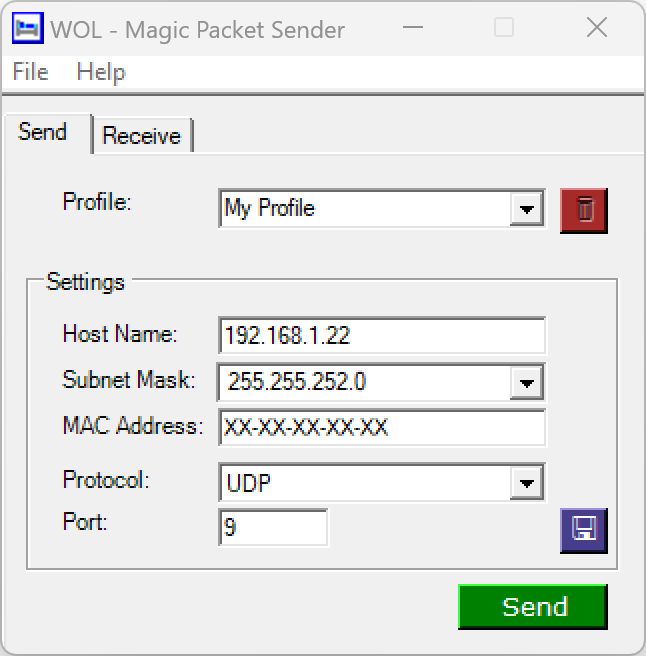 WOL - Magic Packet Sender
File Help
Send Receive
Profile: My Profile
Settings
Host Name: 192.168.1.22
Subnet Mask: 255.255.252.0
MAC Address: XX-XX-XX-XX-XX
Protocol: UDP
Port: 9
Send